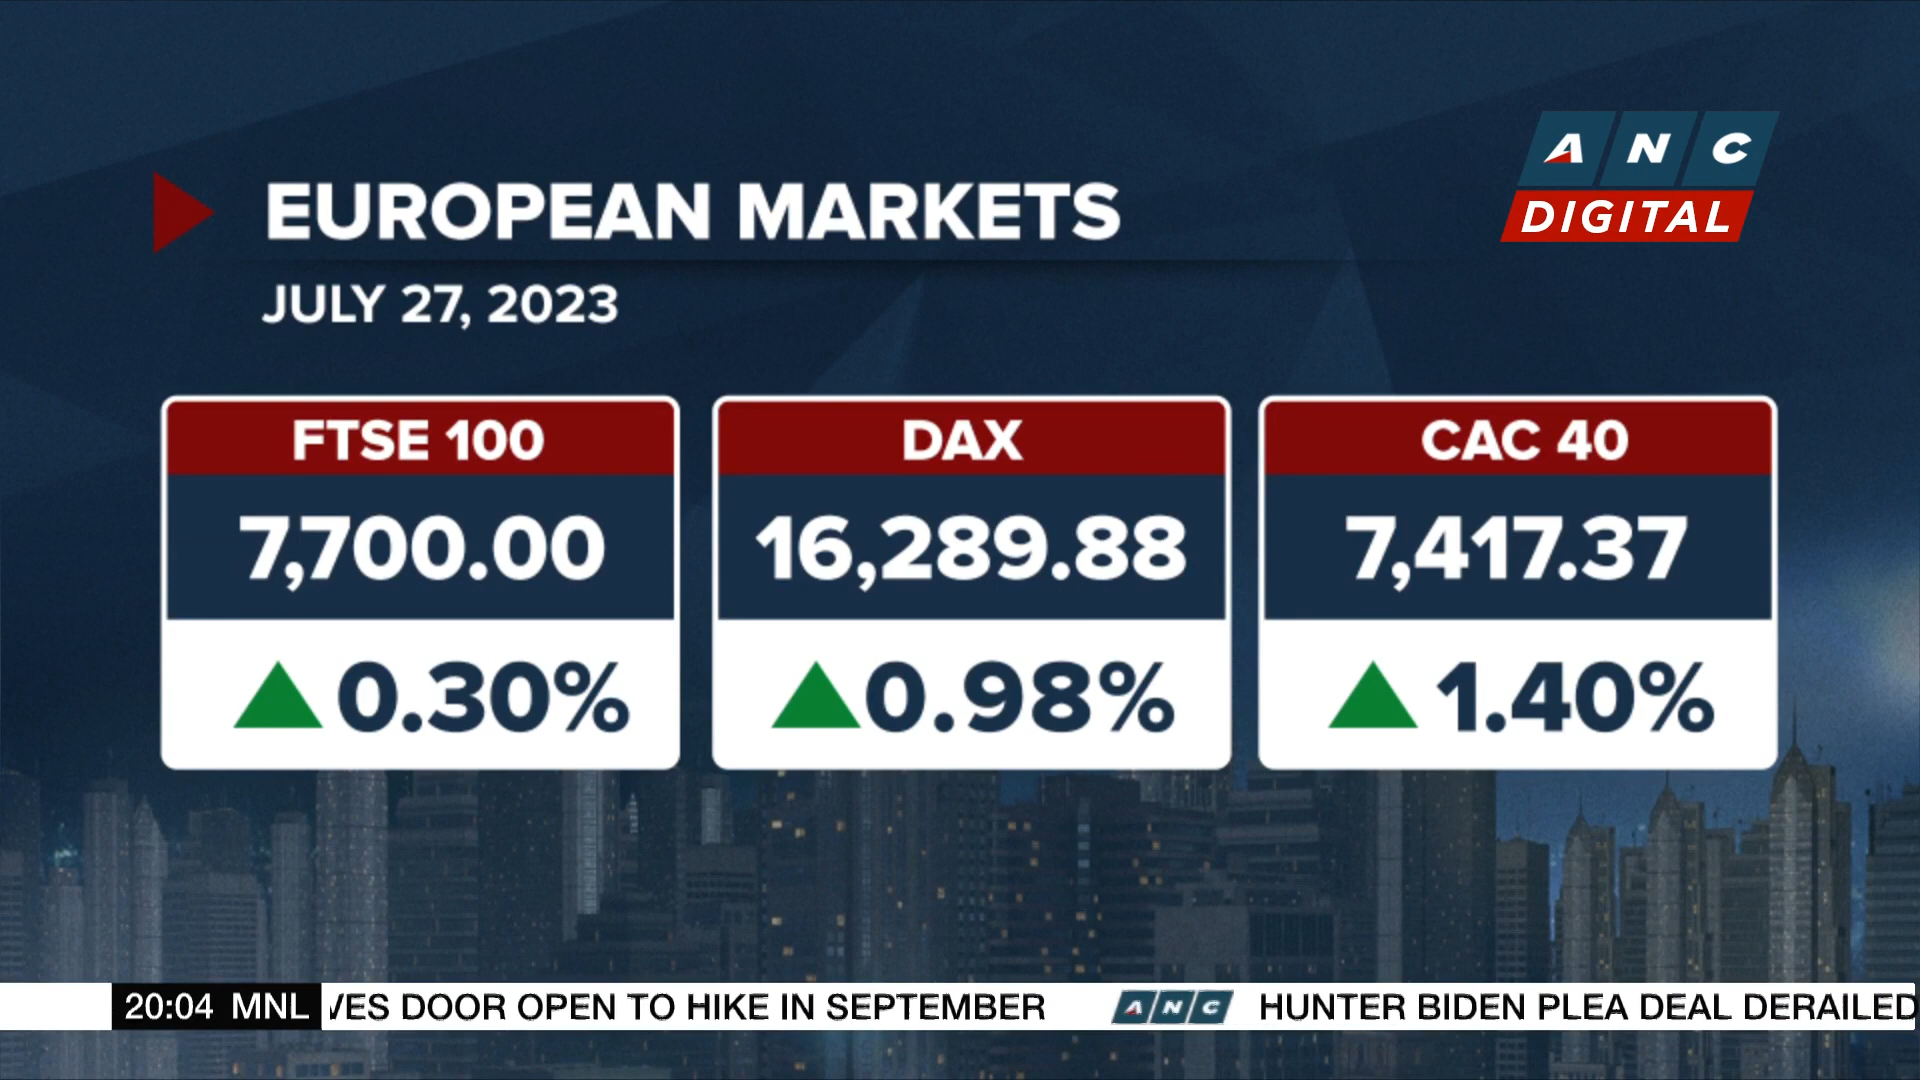 ANC
DIGITAL
EUROPEAN MARKETS
JULY 27, 2023
FTSE 100
7,700.00
0.30%
DAX
16,289.88
0.98%
CAC 40
7,417.37
1.40%
20:04 MNL VES DOOR OPEN TO HIKE IN SEPTEMBER ANC HUNTER BIDEN PLEA DEAL DERAILED